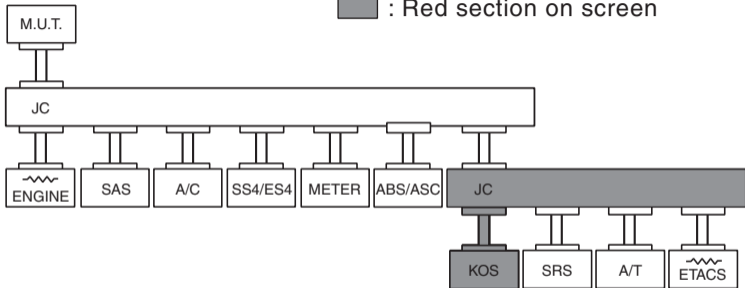 : Red section on screen
M.U.T.
JC
ENGINE SAS A/C SS4/ES4 METER ABS/ASC JC
KOS SRS A/T ETACS